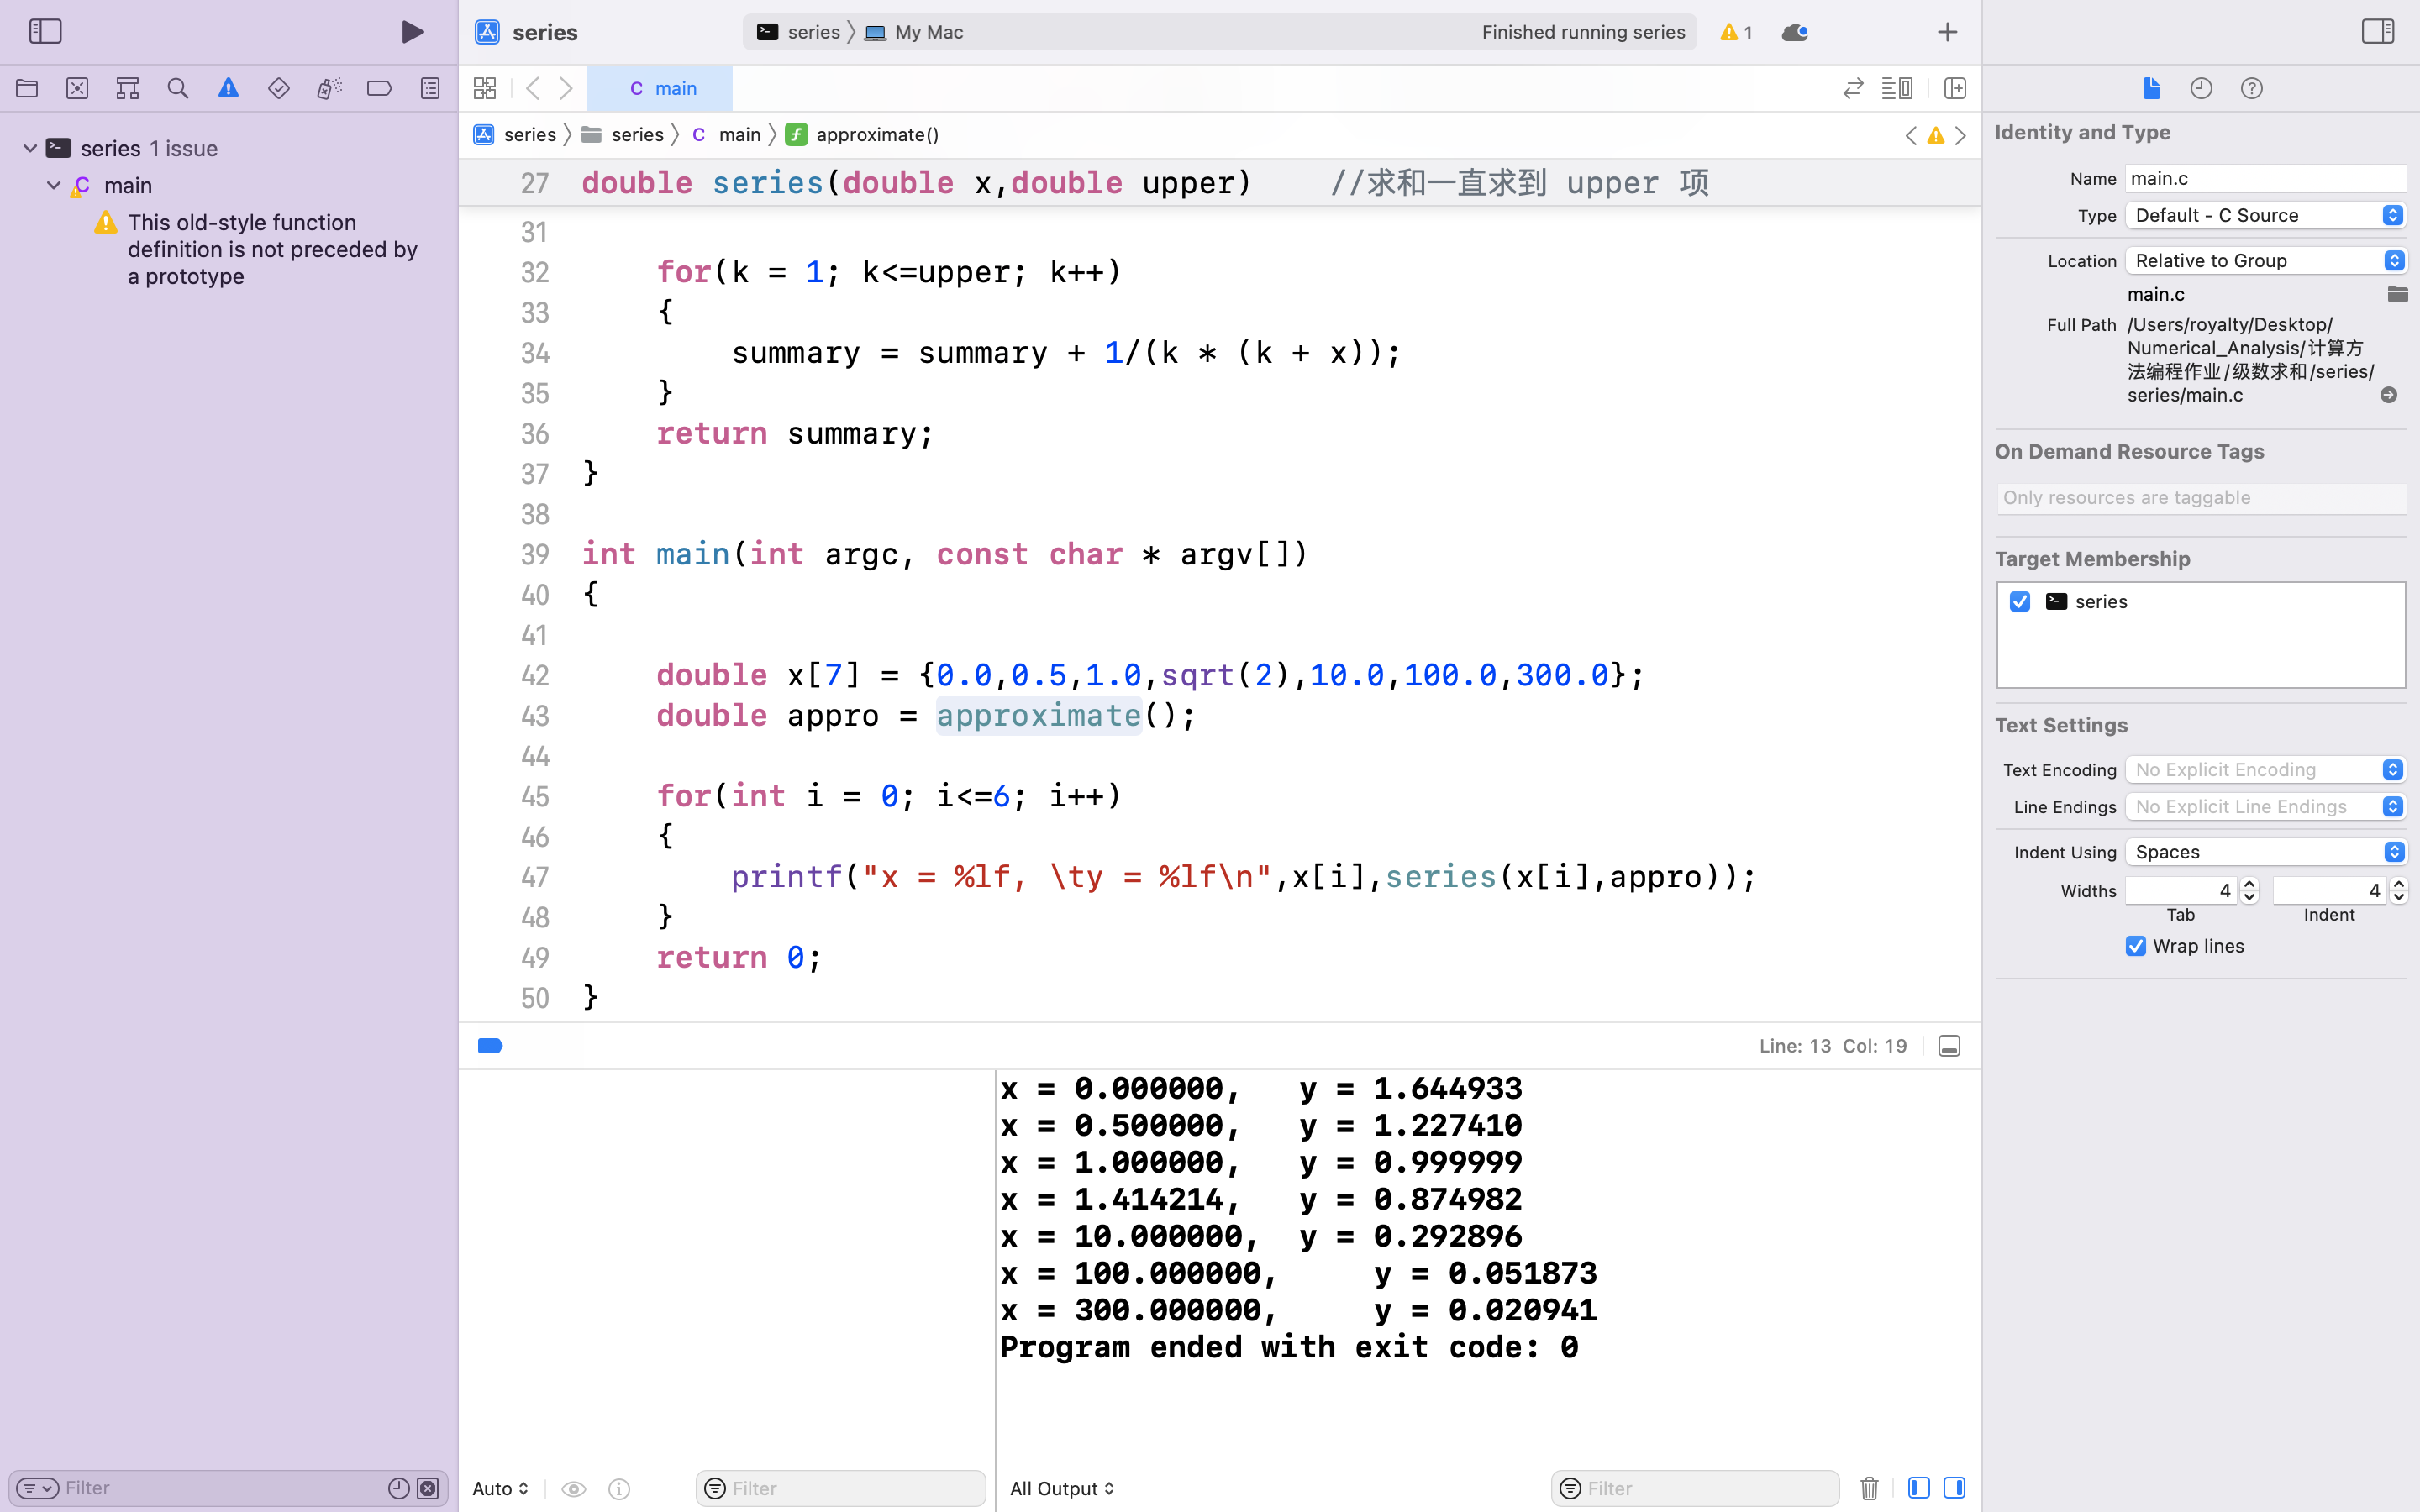 series
series
My Mac
Finished running series
1
C main
series
series
C main
approximate()
series 1 issue
C main
This old-style function
definition is not preceded by
a prototype
Filter
27 double series(double x,double upper) //求和一直求到 upper 项
31
32 for(k = 1; k<=upper; k++)
33 {
34 summary = summary + 1/(k * (k + x));
35 }
36 return summary;
37 }
38
39 int main(int argc, const char * argv[])
40 {
41
42 double x[7] = {0.0,0.5,1.0,sqrt(2),10.0,100.0,300.0};
43 double appro = approximate();
44
45 for(int i = 0; i<=6; i++)
46 {
47 printf("x = %lf, \ty = %lf\n",x[i],series(x[i],appro));
48 }
49 return 0;
50 }
Line: 13 Col: 19
x = 0.000000, y = 1.644933
x = 0.500000, y = 1.227410
x = 1.000000, y = 0.999999
x = 1.414214, y = 0.874982
x = 10.000000, y = 0.292896
x = 100.000000, y = 0.051873
x = 300.000000, y = 0.020941
Program ended with exit code: 0
Auto
Filter
All Output
Filter
Identity and Type
Name main.c
Type Default - C Source
Location Relative to Group
main.c
Full Path /Users/royalty/Desktop/
Numerical_Analysis/计算方
法编程作业/级数求和/series/
series/main.c
On Demand Resource Tags
Only resources are taggable
Target Membership
series
Text Settings
Text Encoding No Explicit Encoding
Line Endings No Explicit Line Endings
Indent Using Spaces
Widths 4 4
Tab Indent
Wrap lines